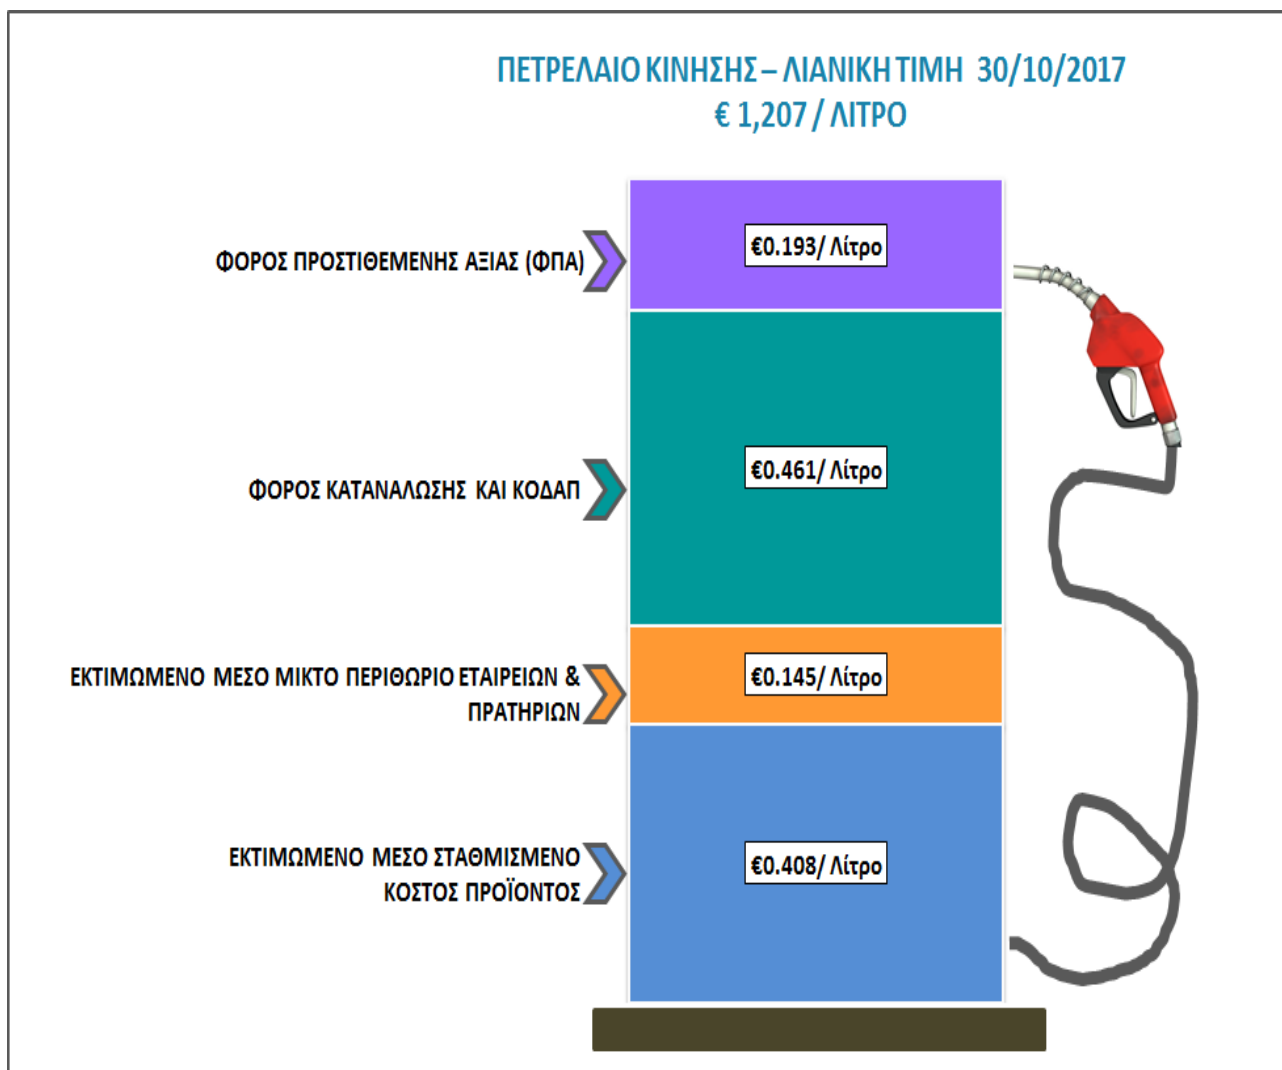 ΠΕΤΡΕΛΑΙΟ ΚΙΝΗΣΗΣ – ΛΙΑΝΙΚΗ ΤΙΜΗ 30/10/2017
€ 1,207 / ΛΙΤΡΟ
ΦΟΡΟΣ ΠΡΟΣΤΙΘΕΜΕΝΗΣ ΑΞΙΑΣ (ΦΠΑ)
€0.193/ Λίτρο
ΦΟΡΟΣ ΚΑΤΑΝΑΛΩΣΗΣ ΚΑΙ ΚΟΔΑΠ
€0.461/ Λίτρο
ΕΚΤΙΜΩΜΕΝΟ ΜΕΣΟ ΜΙΚΤΟ ΠΕΡΙΘΩΡΙΟ ΕΤΑΙΡΕΙΩΝ &
ΠΡΑΤΗΡΙΩΝ
€0.145/ Λίτρο
ΕΚΤΙΜΩΜΕΝΟ ΜΕΣΟ ΣΤΑΘΜΙΣΜΕΝΟ
ΚΟΣΤΟΣ ΠΡΟΪΟΝΤΟΣ
€0.408/ Λίτρο